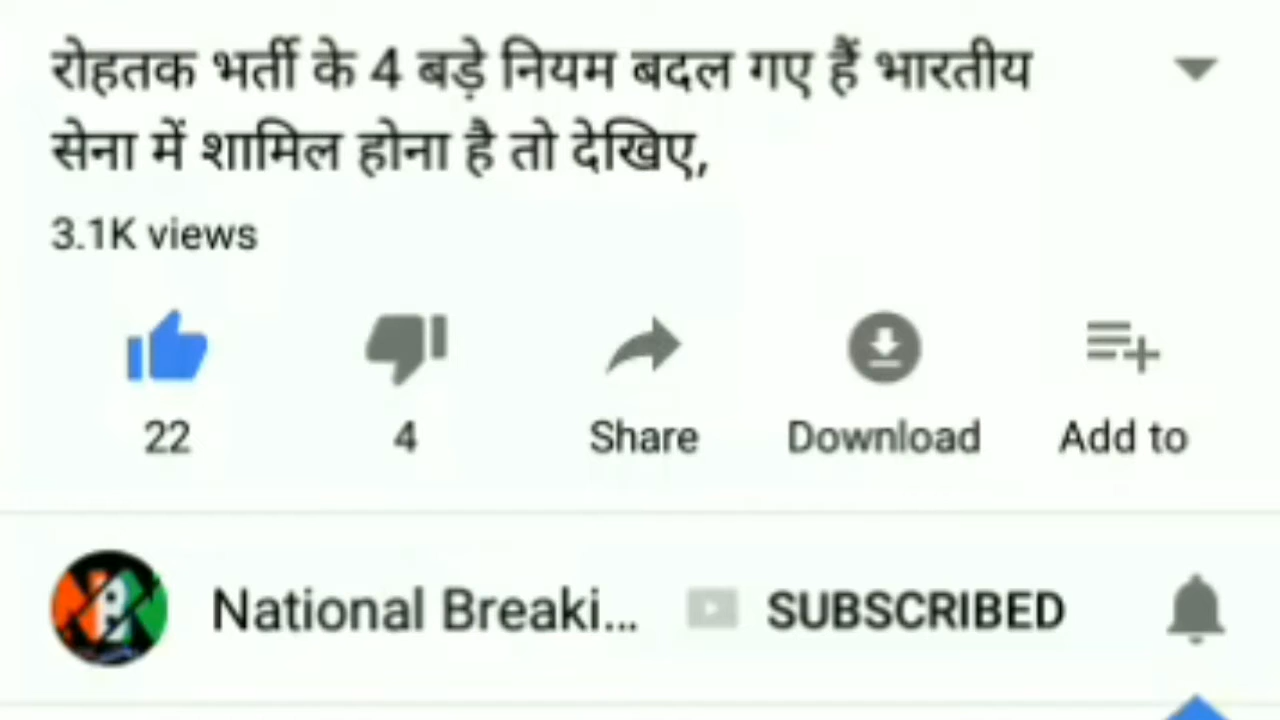 रोहतक भर्ती के 4 बड़े नियम बदल गए हैं भारतीय
सेना में शामिल होना है तो देखिए,
3.1K views
22 4 Share Download Add to
National Breaki... SUBSCRIBED